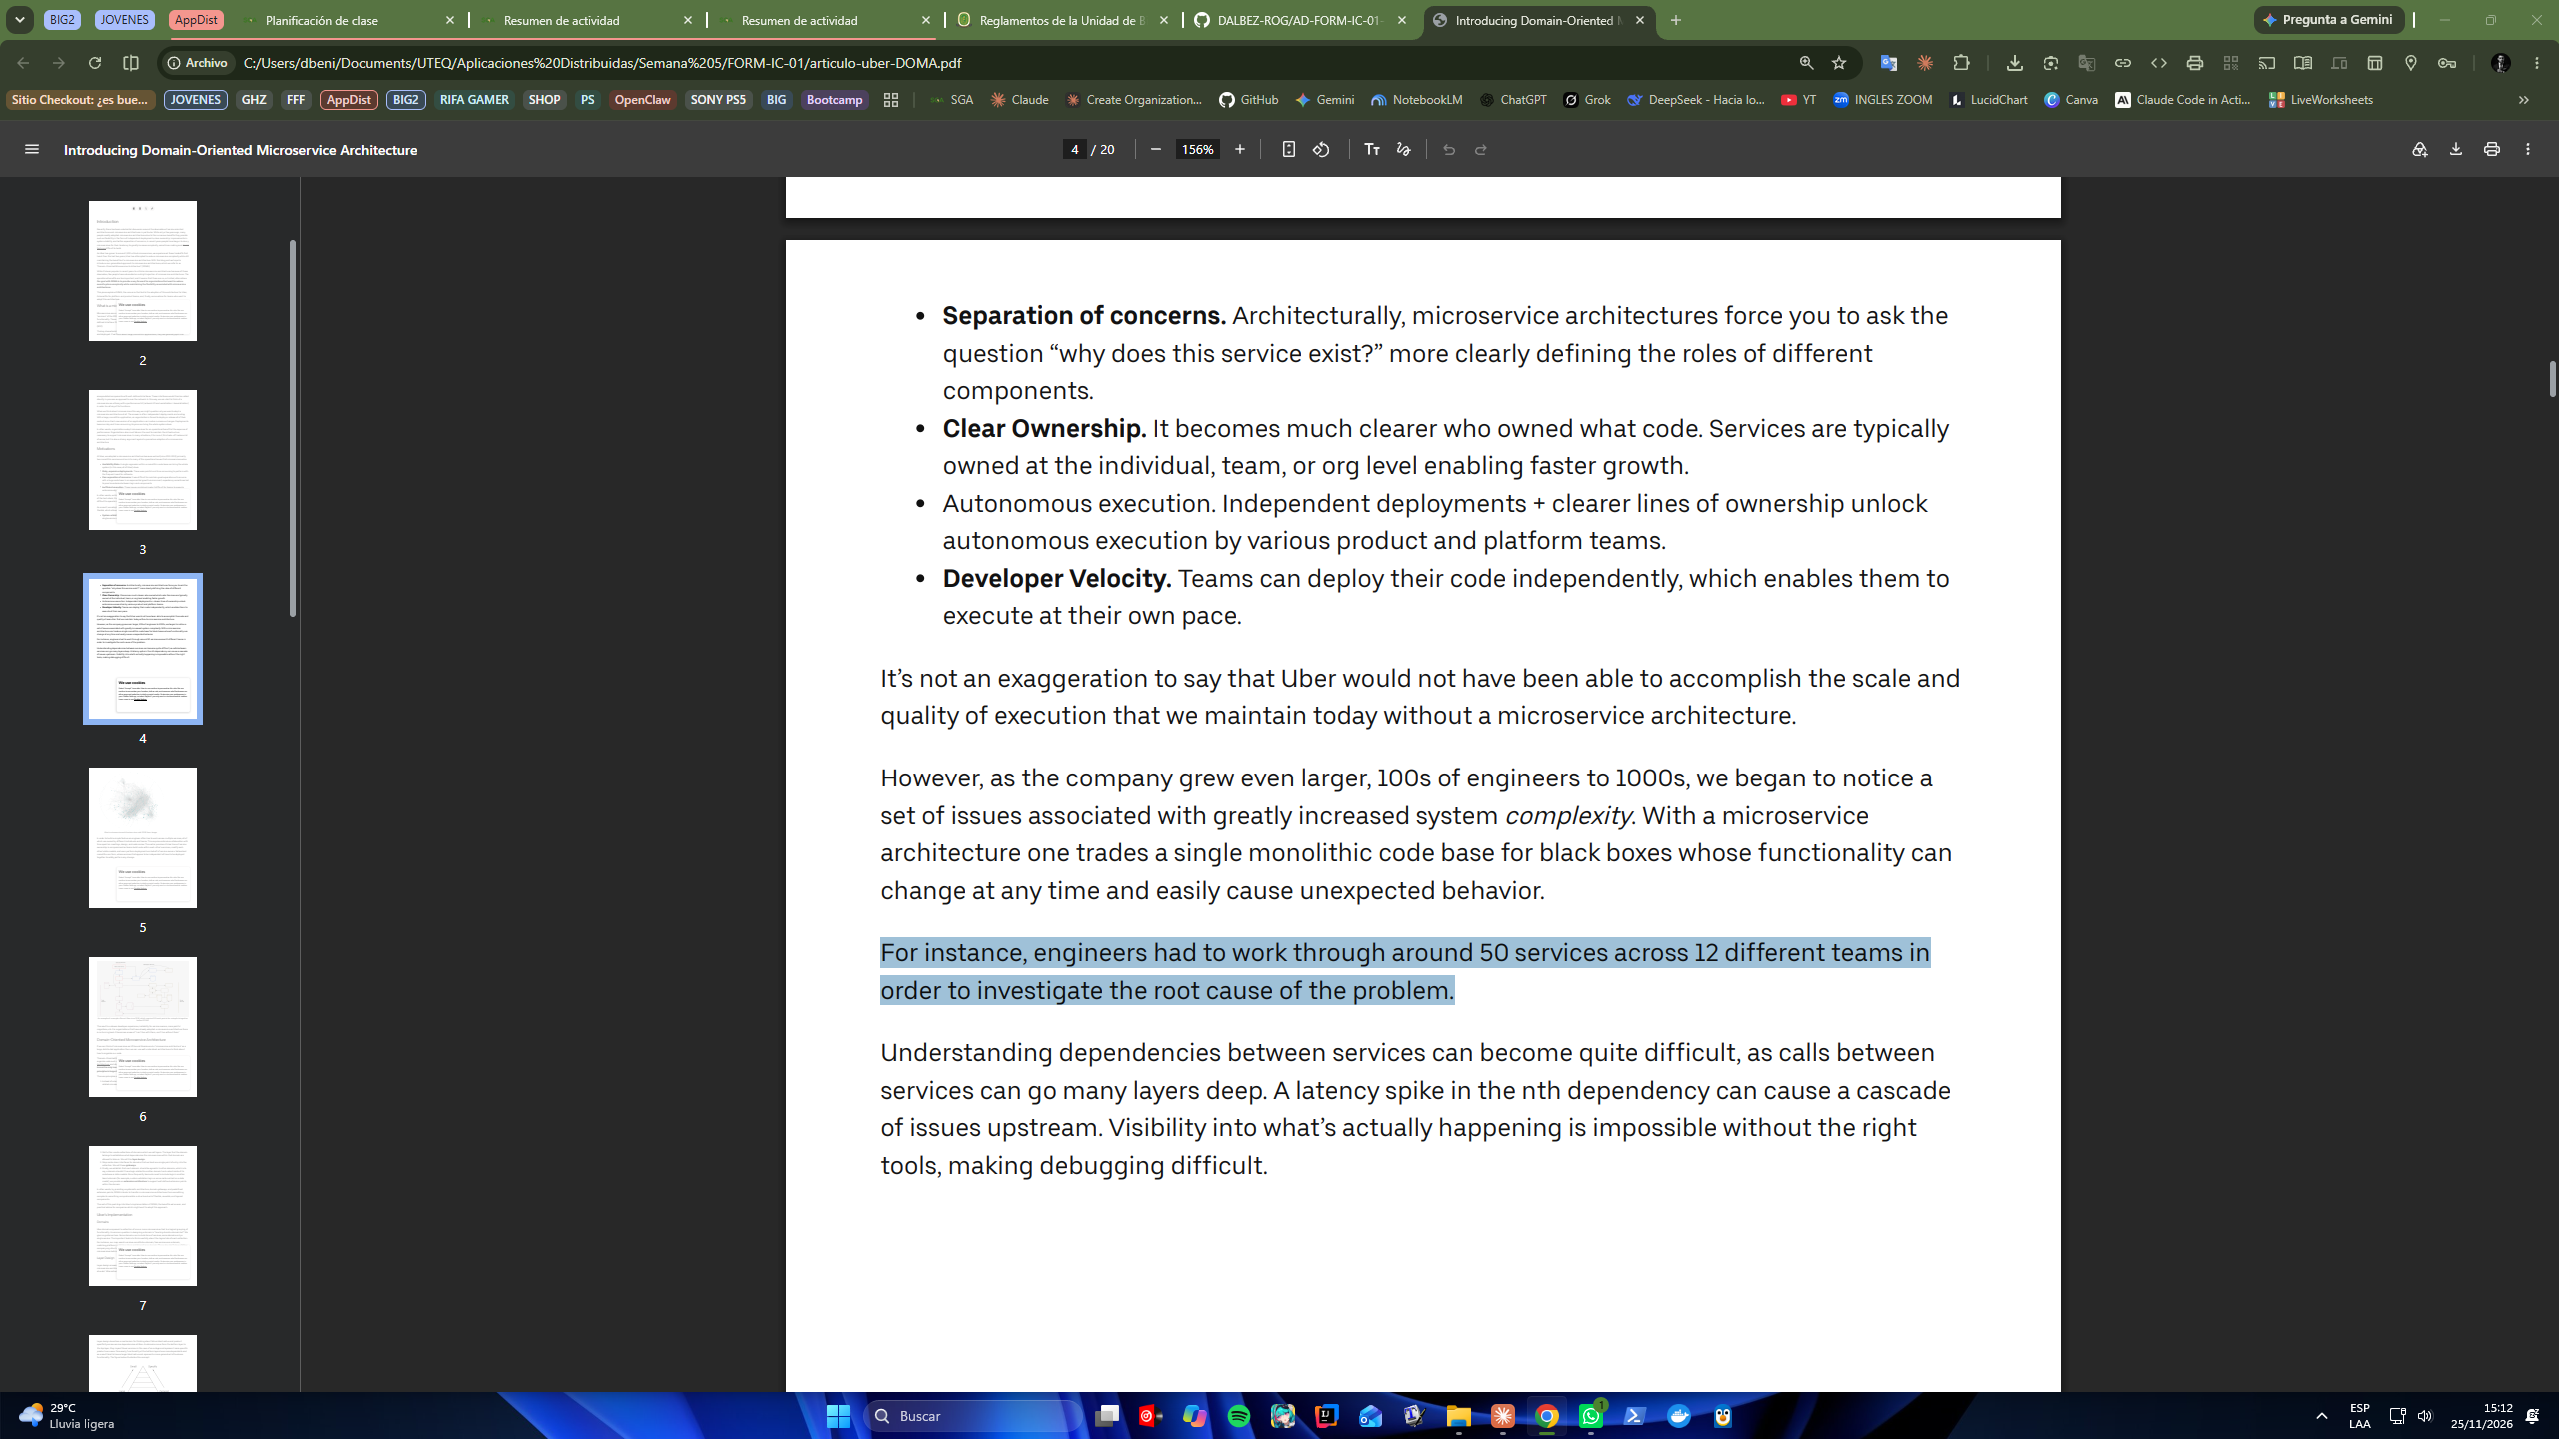 BIG2
JOVENES
AppDist
Planificación de clase
Resumen de actividad
Resumen de actividad
Reglamentos de la Unidad de B
DALBEZ-ROG/AD-FORM-IC-01-
Introducing Domain-Oriented M
Pregunta a Gemini
Archivo
C:/Users/dbeni/Documents/UTEQ/Aplicaciones%20Distribuidas/Semana%205/FORM-IC-01/articulo-uber-DOMA.pdf
Sitio Checkout: ¿es bue...
JOVENES
GHZ
FFF
AppDist
BIG2
RIFA GAMER
SHOP
PS
OpenClaw
SONY PS5
BIG
Bootcamp
SGA
Claude
Create Organization...
GitHub
Gemini
NotebookLM
ChatGPT
Grok
DeepSeek - Hacia lo...
YT
INGLES ZOOM
LucidChart
Canva
Claude Code in Acti...
LiveWorksheets
Introducing Domain-Oriented Microservice Architecture
4 / 20
156%
2
3
4
5
6
7
• Separation of concerns. Architecturally, microservice architectures force you to ask the
question “why does this service exist?” more clearly defining the roles of different
components.
• Clear Ownership. It becomes much clearer who owned what code. Services are typically
owned at the individual, team, or org level enabling faster growth.
• Autonomous execution. Independent deployments + clearer lines of ownership unlock
autonomous execution by various product and platform teams.
• Developer Velocity. Teams can deploy their code independently, which enables them to
execute at their own pace.
It’s not an exaggeration to say that Uber would not have been able to accomplish the scale and
quality of execution that we maintain today without a microservice architecture.
However, as the company grew even larger, 100s of engineers to 1000s, we began to notice a
set of issues associated with greatly increased system complexity. With a microservice
architecture one trades a single monolithic code base for black boxes whose functionality can
change at any time and easily cause unexpected behavior.
For instance, engineers had to work through around 50 services across 12 different teams in
order to investigate the root cause of the problem.
Understanding dependencies between services can become quite difficult, as calls between
services can go many layers deep. A latency spike in the nth dependency can cause a cascade
of issues upstream. Visibility into what’s actually happening is impossible without the right
tools, making debugging difficult.
29°C
Lluvia ligera
Buscar
1
ESP
LAA
15:12
25/11/2026